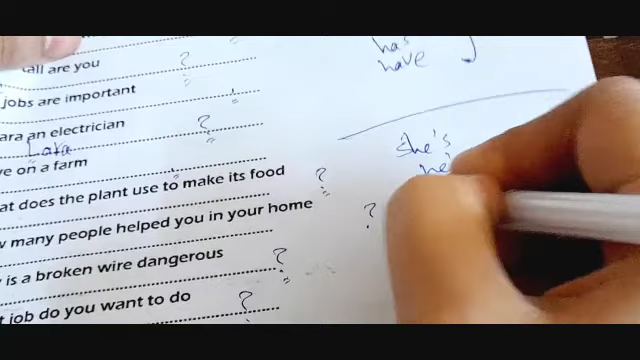 all are you ?
jobs are important .
ara an electrician ?
Lara
ve on a farm .
at does the plant use to make its food ?
w many people helped you in your home ?
y is a broken wire dangerous ?
t job do you want to do ?
has
have
she's
he